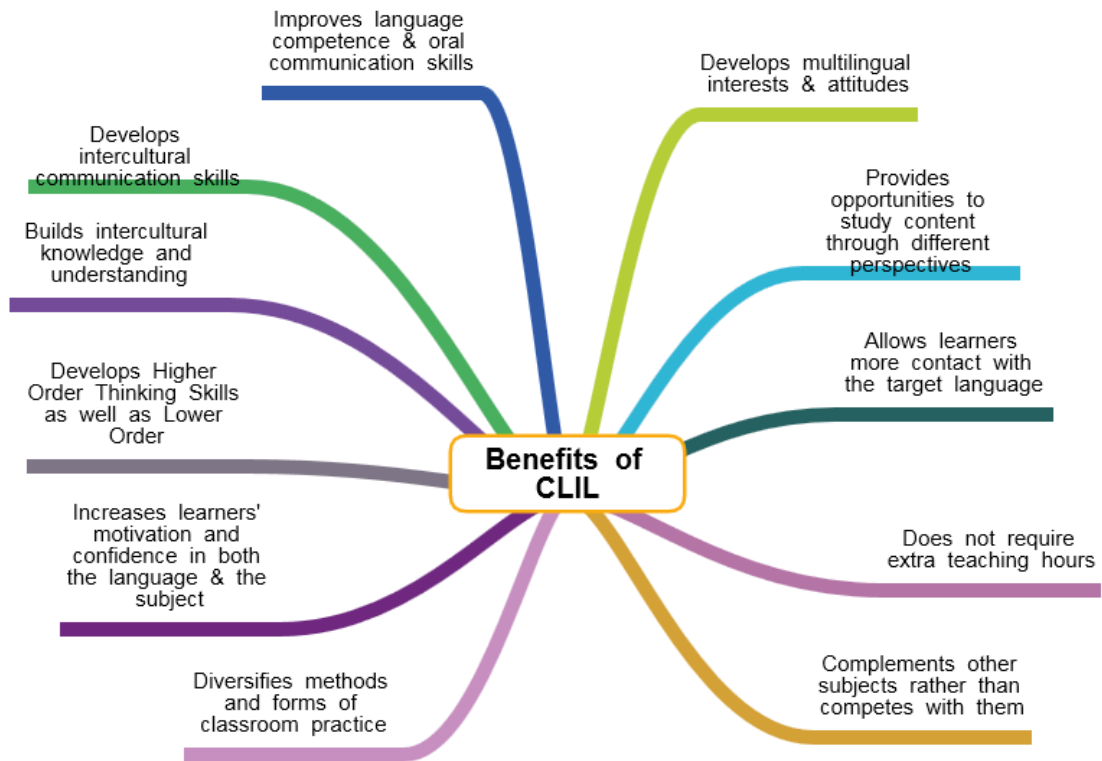 Benefits of
CLIL
Improves language
competence & oral
communication skills
Develops multilingual
interests & attitudes
Develops
intercultural
communication skills
Provides
opportunities to
study content
through different
perspectives
Builds intercultural
knowledge and
understanding
Allows learners
more contact with
the target language
Develops Higher
Order Thinking Skills
as well as Lower
Order
Increases learners'
motivation and
confidence in both
the language & the
subject
Does not require
extra teaching hours
Diversifies methods
and forms of
classroom practice
Complements other
subjects rather than
competes with them